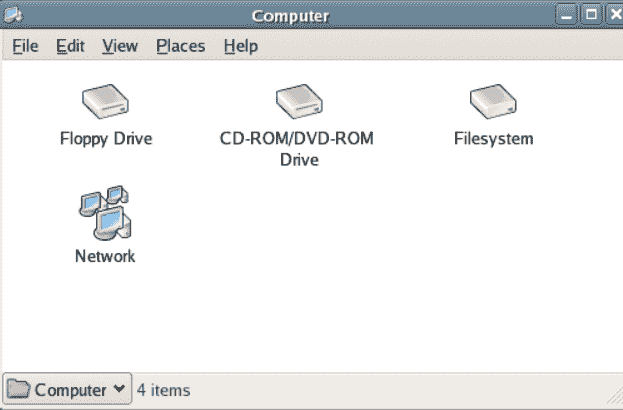 Computer
File Edit View Places Help
Floppy Drive
CD-ROM/DVD-ROM
Drive
Filesystem
Network
Computer 4 items